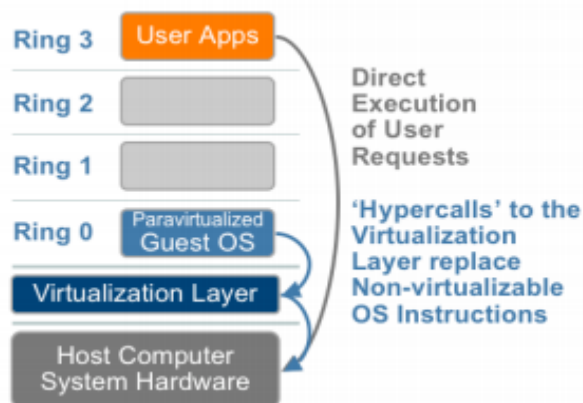 Ring 3
User Apps
Ring 2
Ring 1
Ring 0
Paravirtualized
Guest OS
Virtualization Layer
Host Computer
System Hardware
Direct
Execution
of User
Requests
‘Hypercalls’ to the
Virtualization
Layer replace
Non-virtualizable
OS Instructions